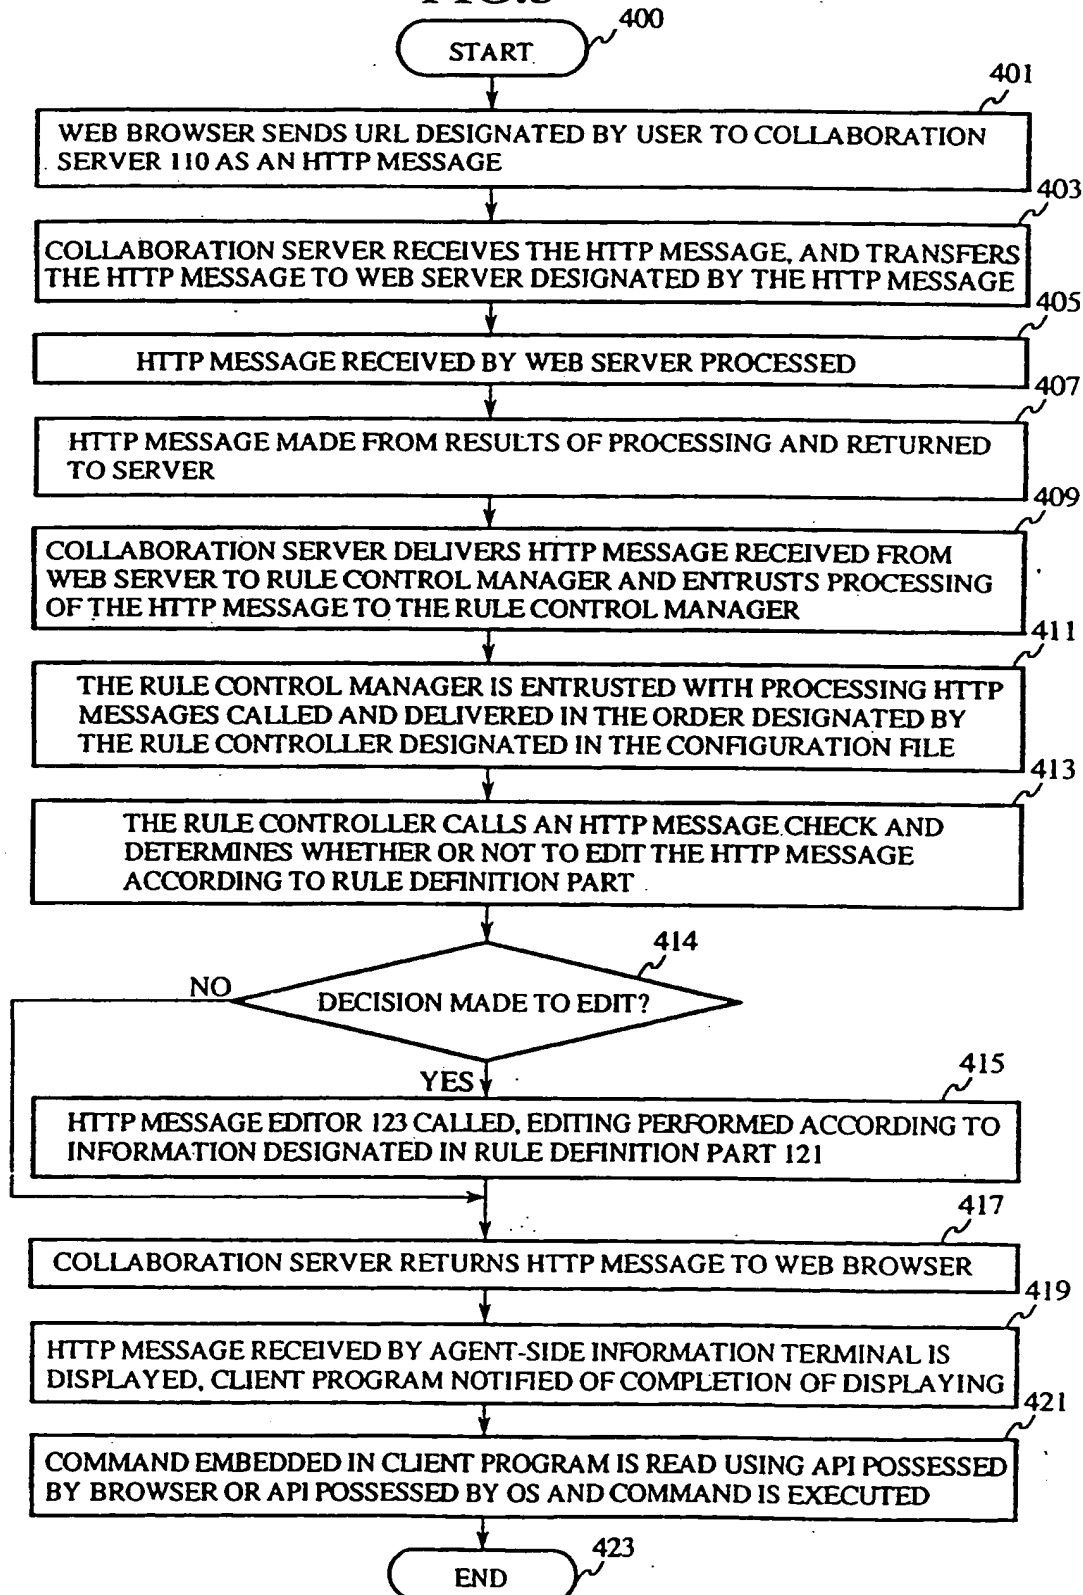 400
START
401
WEB BROWSER SENDS URL DESIGNATED BY USER TO COLLABORATION
SERVER 110 AS AN HTTP MESSAGE
403
COLLABORATION SERVER RECEIVES THE HTTP MESSAGE, AND TRANSFERS
THE HTTP MESSAGE TO WEB SERVER DESIGNATED BY THE HTTP MESSAGE
405
HTTP MESSAGE RECEIVED BY WEB SERVER PROCESSED
407
HTTP MESSAGE MADE FROM RESULTS OF PROCESSING AND RETURNED
TO SERVER
409
COLLABORATION SERVER DELIVERS HTTP MESSAGE RECEIVED FROM
WEB SERVER TO RULE CONTROL MANAGER AND ENTRUSTS PROCESSING
OF THE HTTP MESSAGE TO THE RULE CONTROL MANAGER
411
THE RULE CONTROL MANAGER IS ENTRUSTED WITH PROCESSING HTTP
MESSAGES CALLED AND DELIVERED IN THE ORDER DESIGNATED BY
THE RULE CONTROLLER DESIGNATED IN THE CONFIGURATION FILE
413
THE RULE CONTROLLER CALLS AN HTTP MESSAGE CHECK AND
DETERMINES WHETHER OR NOT TO EDIT THE HTTP MESSAGE
ACCORDING TO RULE DEFINITION PART
414
NO
DECISION MADE TO EDIT?
YES
415
HTTP MESSAGE EDITOR 123 CALLED, EDITING PERFORMED ACCORDING TO
INFORMATION DESIGNATED IN RULE DEFINITION PART 121
417
COLLABORATION SERVER RETURNS HTTP MESSAGE TO WEB BROWSER
419
HTTP MESSAGE RECEIVED BY AGENT-SIDE INFORMATION TERMINAL IS
DISPLAYED, CLIENT PROGRAM NOTIFIED OF COMPLETION OF DISPLAYING
421
COMMAND EMBEDDED IN CLIENT PROGRAM IS READ USING API POSSESSED
BY BROWSER OR API POSSESSED BY OS AND COMMAND IS EXECUTED
423
END